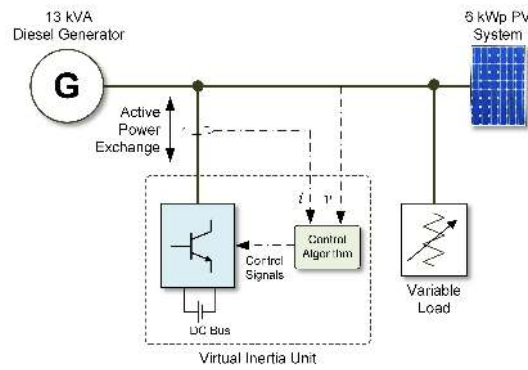 13 kVA
Diesel Generator
6 kWp PV
System
G
Active
Power
Exchange
i
v
Control
Algorithm
Control
Signals
DC Bus
Variable
Load
Virtual Inertia Unit